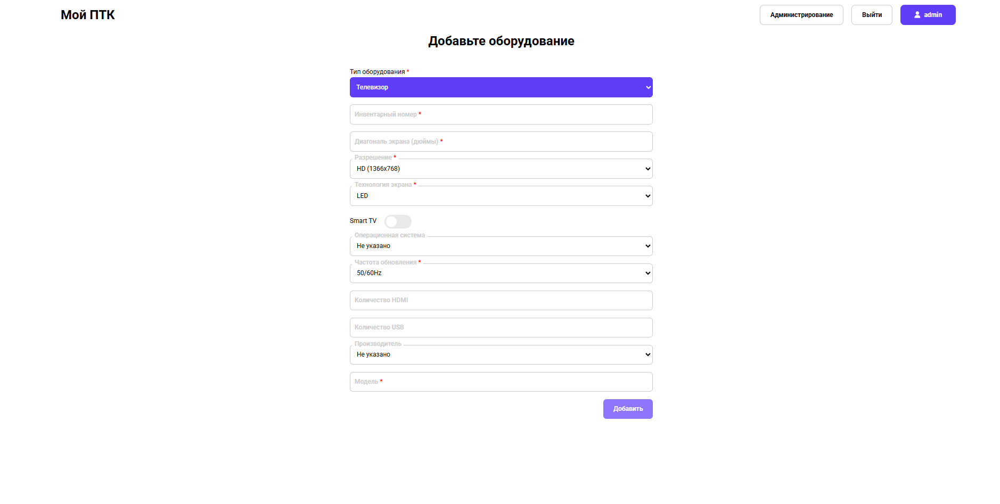 Мой ПТК
Администрирование
Выйти
admin
Добавьте оборудование
Тип оборудования *
Телевизор
Инвентарный номер *
Диагональ экрана (дюймы) *
Разрешение *
HD (1366x768)
Технология экрана *
LED
Smart TV
Операционная система
Не указано
Частота обновления *
50/60Hz
Количество HDMI
Количество USB
Производитель
Не указано
Модель *
Добавить